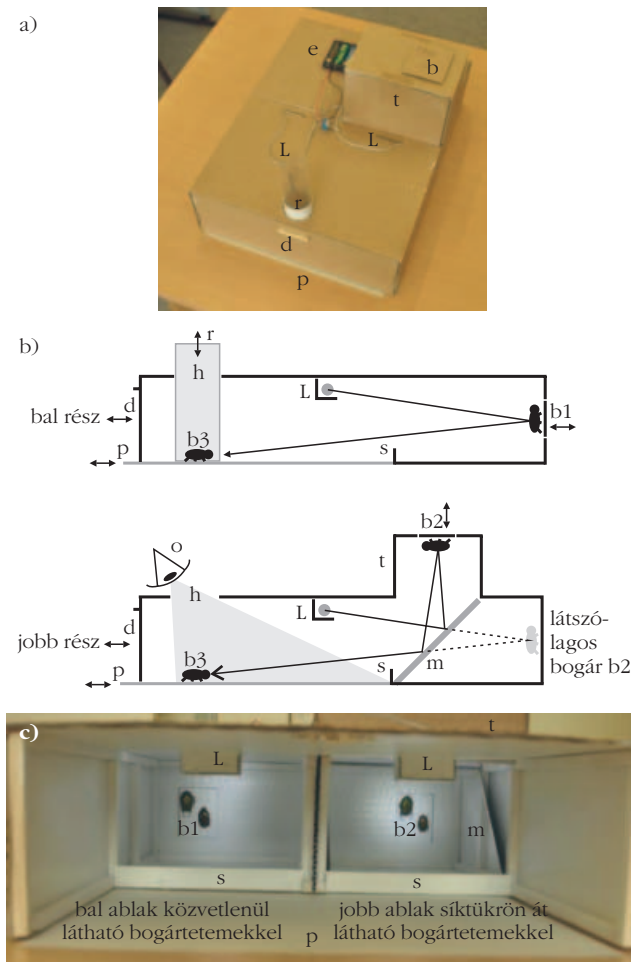 a)
e
b
t
L
L
r
d
p
b)
r
h
L
d
bal rész
b1
b3
s
p
b2
o
t
h
L
d
jobb rész
látszó-
lagos
bogár b2
b3
s
m
p
c)
t
L
L
b1
b2
m
s
s
bal ablak közvetlenül
látható bogártetemekkel
p
jobb ablak síktükrön át
látható bogártetemekkel